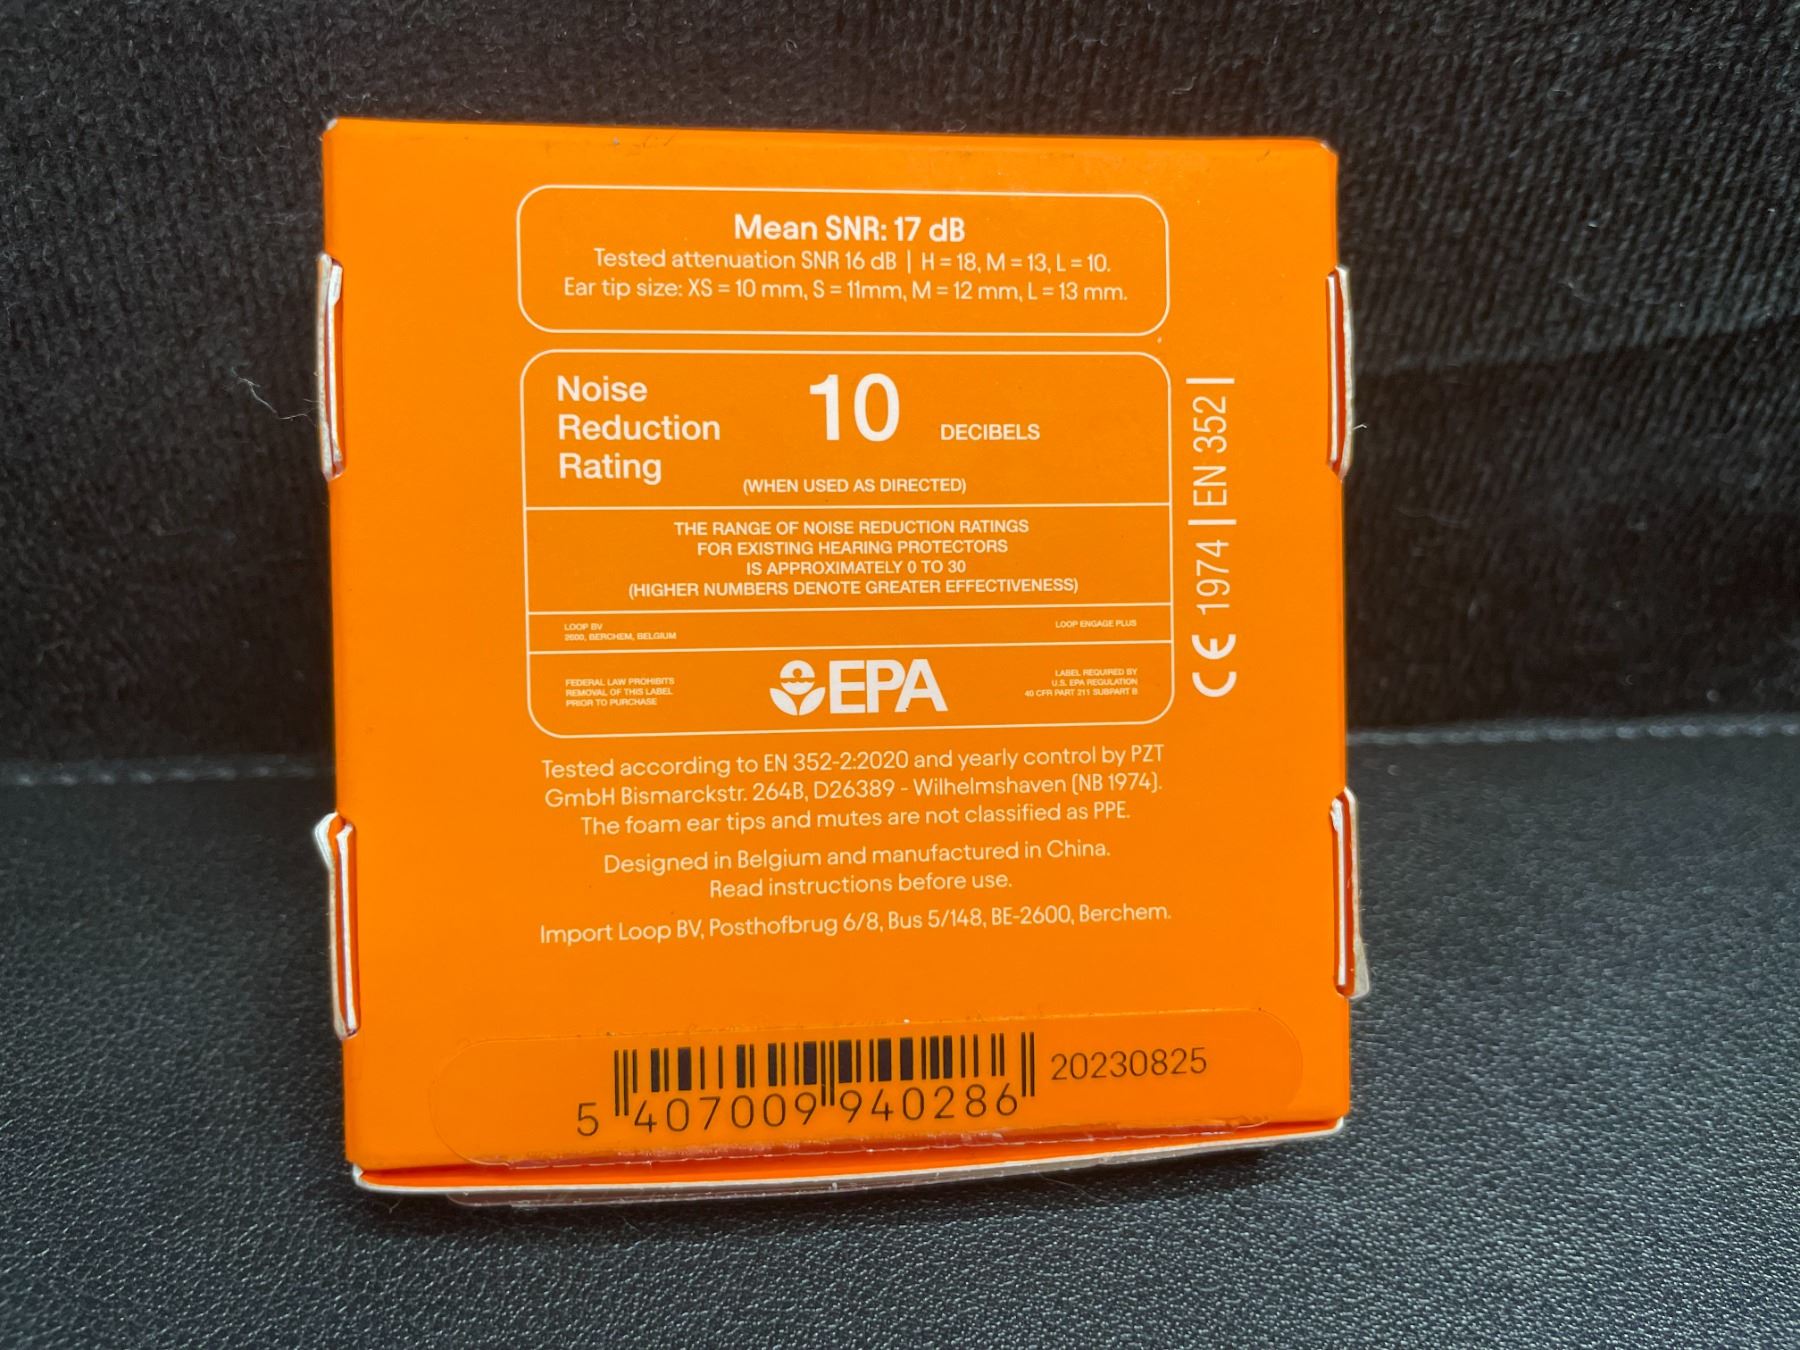 Mean SNR: 17 dB
Tested attenuation SNR 16 dB | H = 18, M = 13, L = 10.
Ear tip size: XS = 10 mm, S = 11mm, M = 12 mm, L = 13 mm.
Noise
Reduction
Rating
10 DECIBELS
(WHEN USED AS DIRECTED)
THE RANGE OF NOISE REDUCTION RATINGS
FOR EXISTING HEARING PROTECTORS
IS APPROXIMATELY 0 TO 30
(HIGHER NUMBERS DENOTE GREATER EFFECTIVENESS)
LOOP BV
2600, BERCHEM, BELGIUM
LOOP ENGAGE PLUS
FEDERAL LAW PROHIBITS
REMOVAL OF THIS LABEL
PRIOR TO PURCHASE
EPA
LABEL REQUIRED BY
U.S. EPA REGULATION
40 CFR PART 211 SUBPART B
CE 1974 | EN 352 |
Tested according to EN 352-2:2020 and yearly control by PZT
GmbH Bismarckstr. 264B, D26389 - Wilhelmshaven (NB 1974).
The foam ear tips and mutes are not classified as PPE.
Designed in Belgium and manufactured in China.
Read instructions before use.
Import Loop BV, Posthofbrug 6/8, Bus 5/148, BE-2600, Berchem.
20230825
5 407009 940286